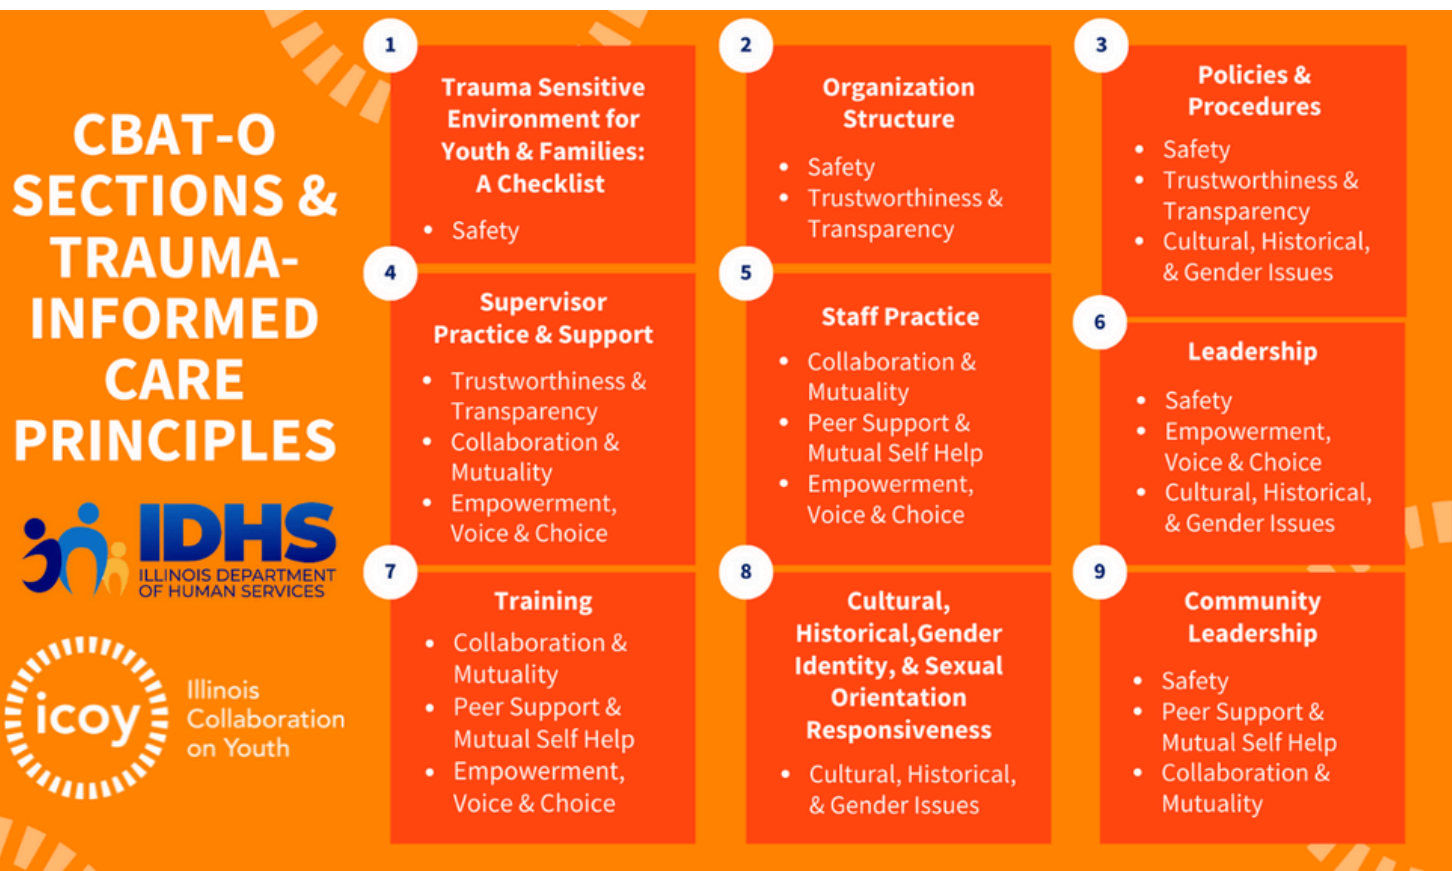 CBAT-O
SECTIONS &
TRAUMA-
INFORMED
CARE
PRINCIPLES
IDHS
ILLINOIS DEPARTMENT
OF HUMAN SERVICES
icoy
Illinois
Collaboration
on Youth
1
Trauma Sensitive
Environment for
Youth & Families:
A Checklist
• Safety
2
Organization
Structure
• Safety
• Trustworthiness &
Transparency
3
Policies &
Procedures
• Safety
• Trustworthiness &
Transparency
• Cultural, Historical,
& Gender Issues
4
Supervisor
Practice & Support
• Trustworthiness &
Transparency
• Collaboration &
Mutuality
• Empowerment,
Voice & Choice
5
Staff Practice
• Collaboration &
Mutuality
• Peer Support &
Mutual Self Help
• Empowerment,
Voice & Choice
6
Leadership
• Safety
• Empowerment,
Voice & Choice
• Cultural, Historical,
& Gender Issues
7
Training
• Collaboration &
Mutuality
• Peer Support &
Mutual Self Help
• Empowerment,
Voice & Choice
8
Cultural,
Historical,Gender
Identity, & Sexual
Orientation
Responsiveness
• Cultural, Historical,
& Gender Issues
9
Community
Leadership
• Safety
• Peer Support &
Mutual Self Help
• Collaboration &
Mutuality